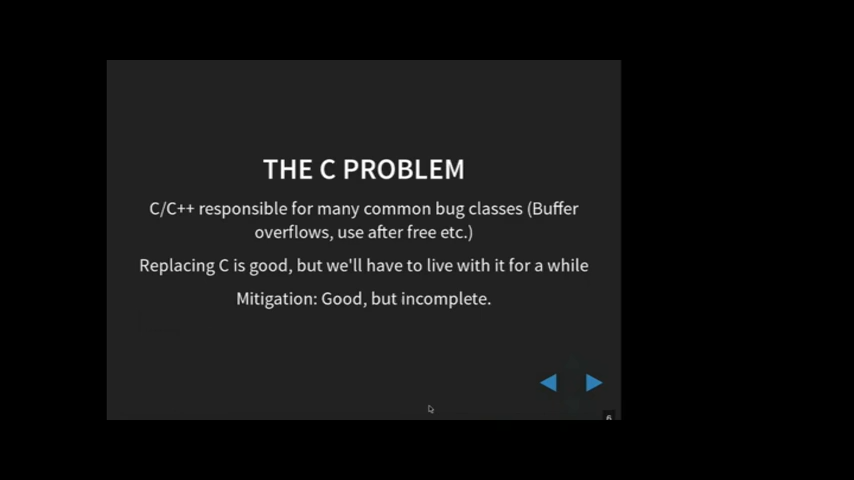 THE C PROBLEM
C/C++ responsible for many common bug classes (Buffer
overflows, use after free etc.)
Replacing C is good, but we'll have to live with it for a while
Mitigation: Good, but incomplete.
6